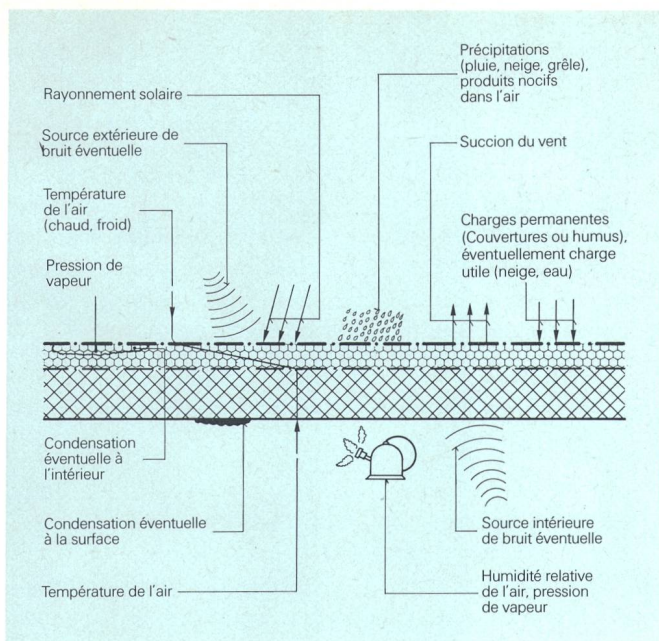 Précipitations
(pluie, neige, grêle),
produits nocifs
dans l'air
Rayonnement solaire
Source extérieure de
bruit éventuelle
Succion du vent
Température
de l'air
(chaud, froid)
Charges permanentes
(Couvertures ou humus),
éventuellement charge
utile (neige, eau)
Pression de
vapeur
Condensation
éventuelle à
l'intérieur
Condensation éventuelle
à la surface
Source intérieure
de bruit éventuelle
Température de l'air
Humidité relative
de l'air, pression
de vapeur